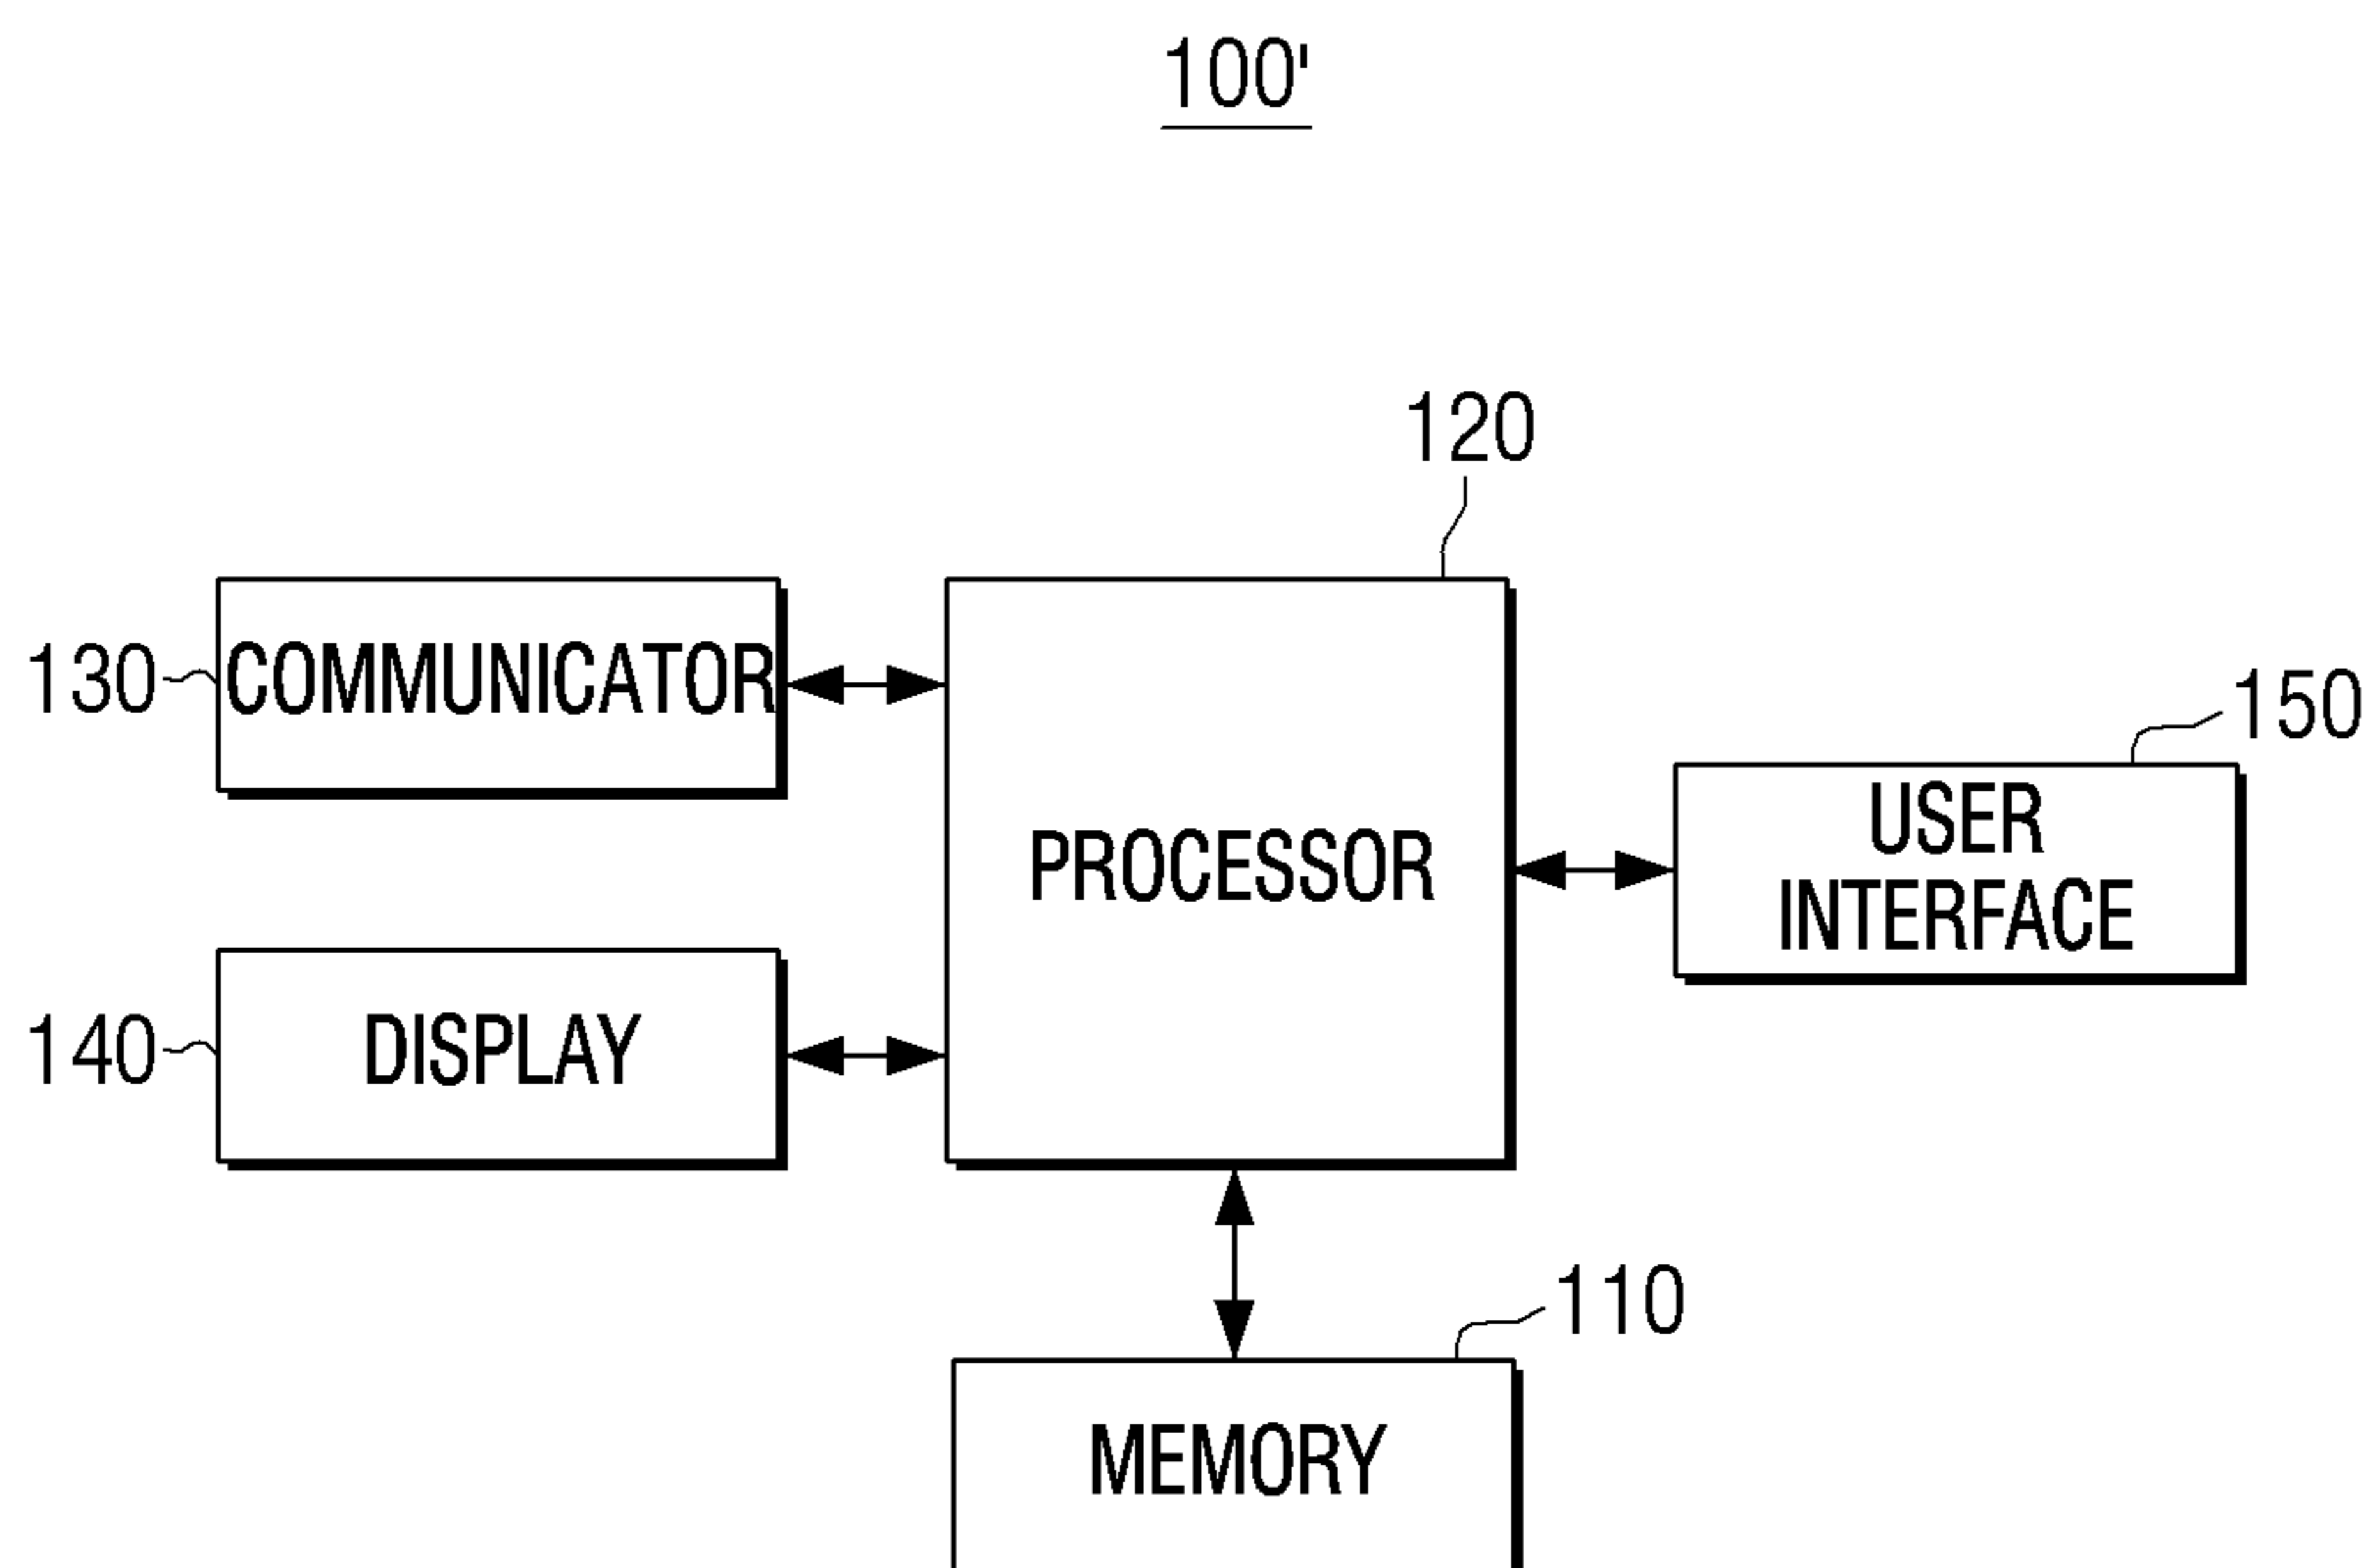 100'
120
130
COMMUNICATOR
150
PROCESSOR
USER
INTERFACE
140
DISPLAY
110
MEMORY